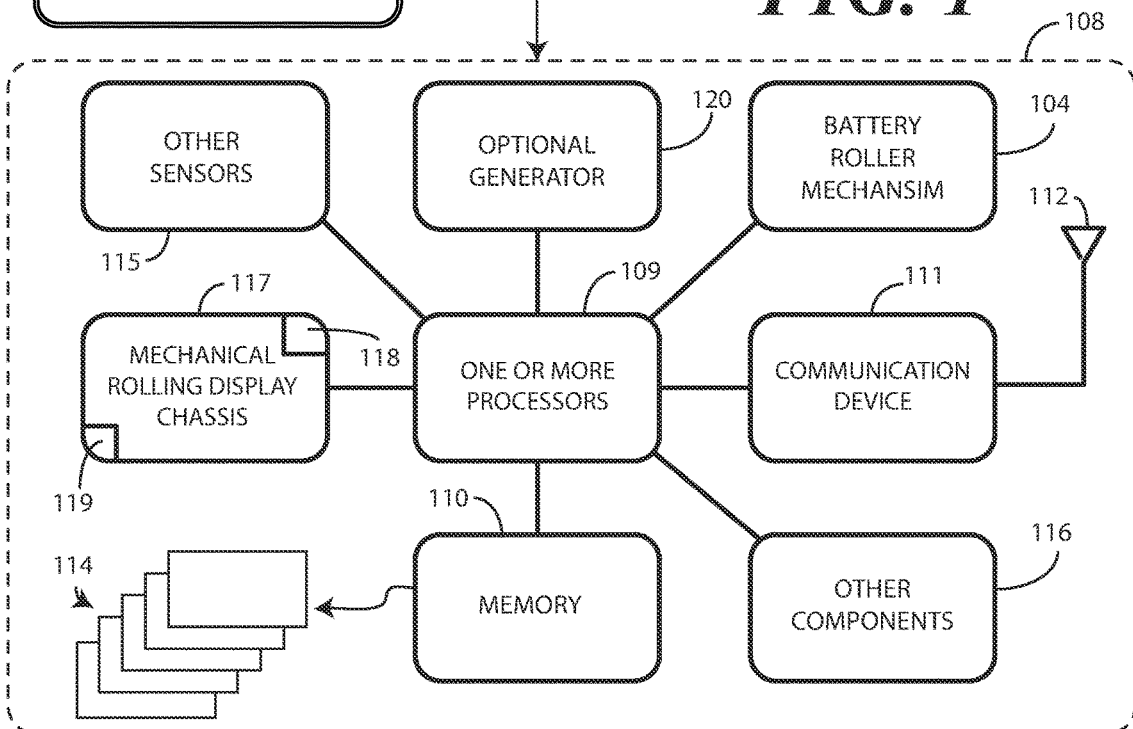 FIG. 1
108
OTHER
SENSORS
115
OPTIONAL
GENERATOR
120
BATTERY
ROLLER
MECHANSIM
104
112
117
MECHANICAL
ROLLING DISPLAY
CHASSIS
118
119
109
ONE OR MORE
PROCESSORS
111
COMMUNICATION
DEVICE
110
MEMORY
114
116
OTHER
COMPONENTS